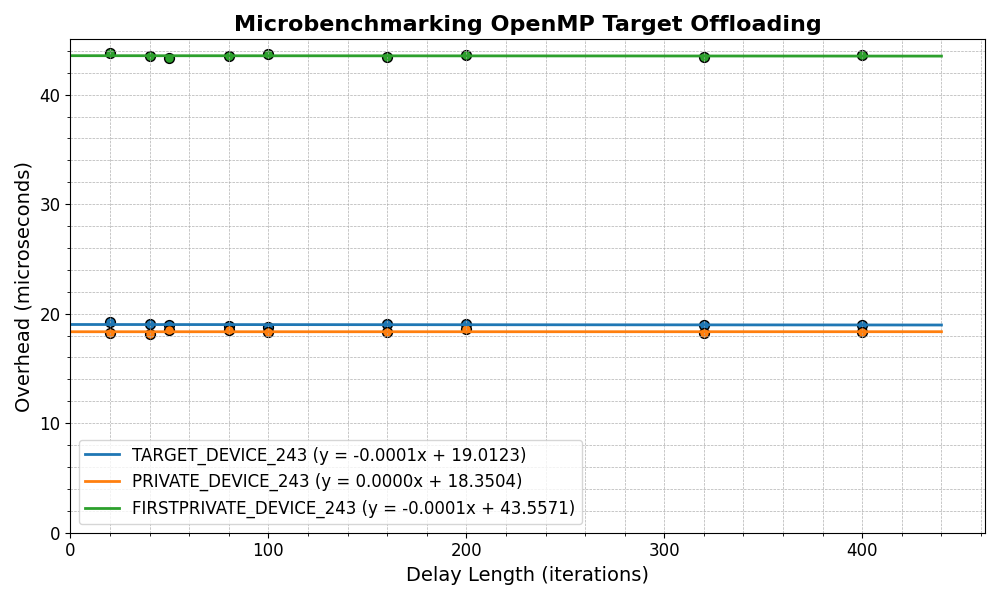 Microbenchmarking OpenMP Target Offloading
Overhead (microseconds)
40
30
20
10
0
TARGET_DEVICE_243 (y = -0.0001x + 19.0123)
PRIVATE_DEVICE_243 (y = 0.0000x + 18.3504)
FIRSTPRIVATE_DEVICE_243 (y = -0.0001x + 43.5571)
0 100 200 300 400
Delay Length (iterations)